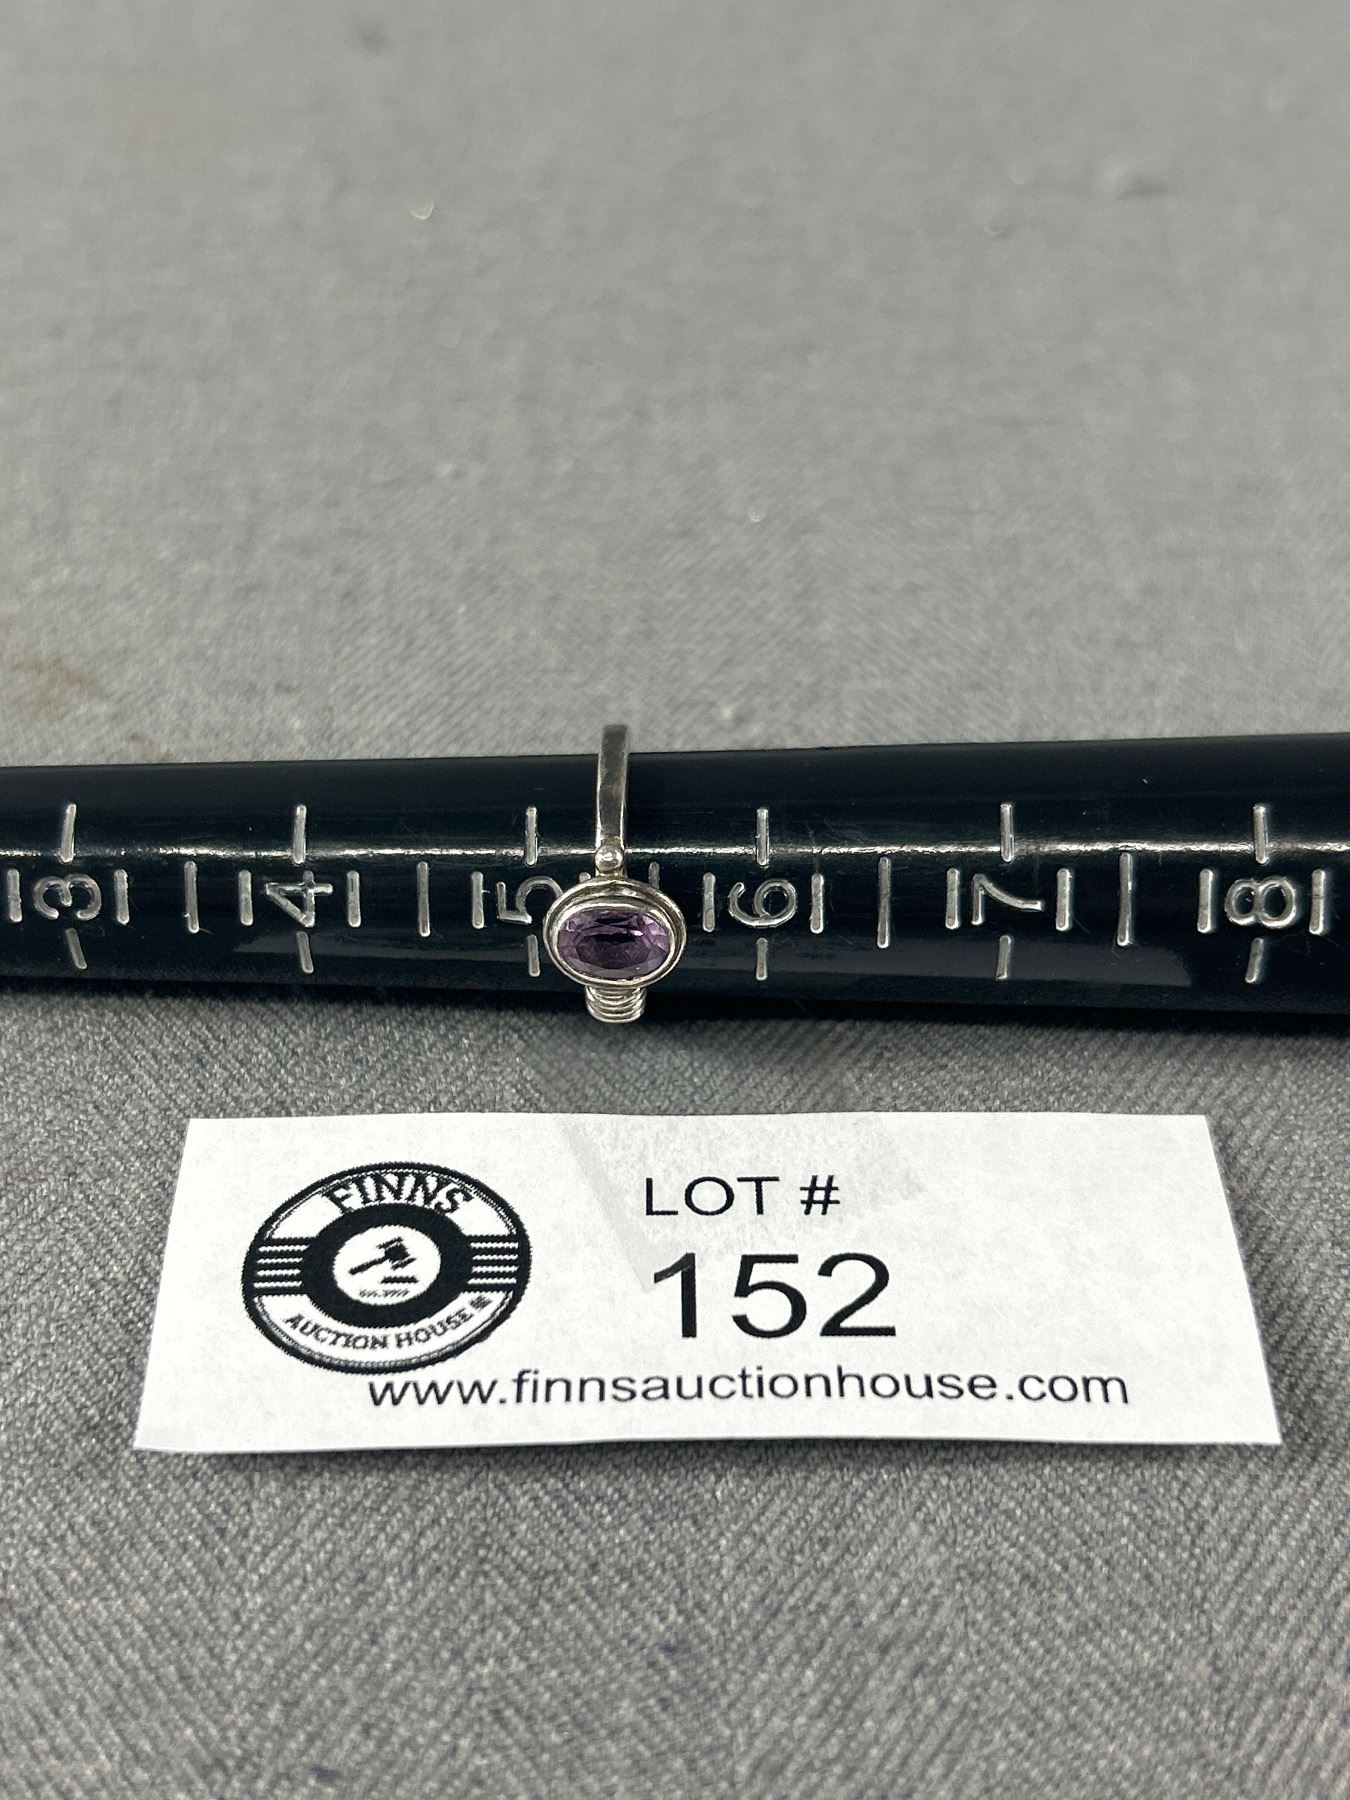 3 4 5 6 7 8
FINNS
AUCTION HOUSE
LOT #
152
www.finnsauctionhouse.com